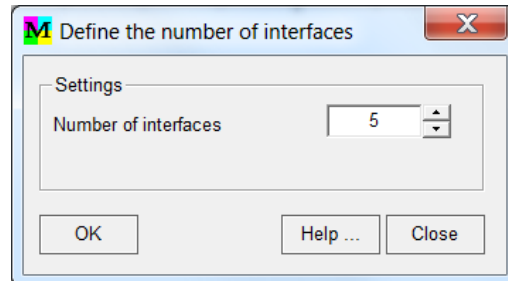 M Define the number of interfaces X
Settings
Number of interfaces 5
OK Help ... Close